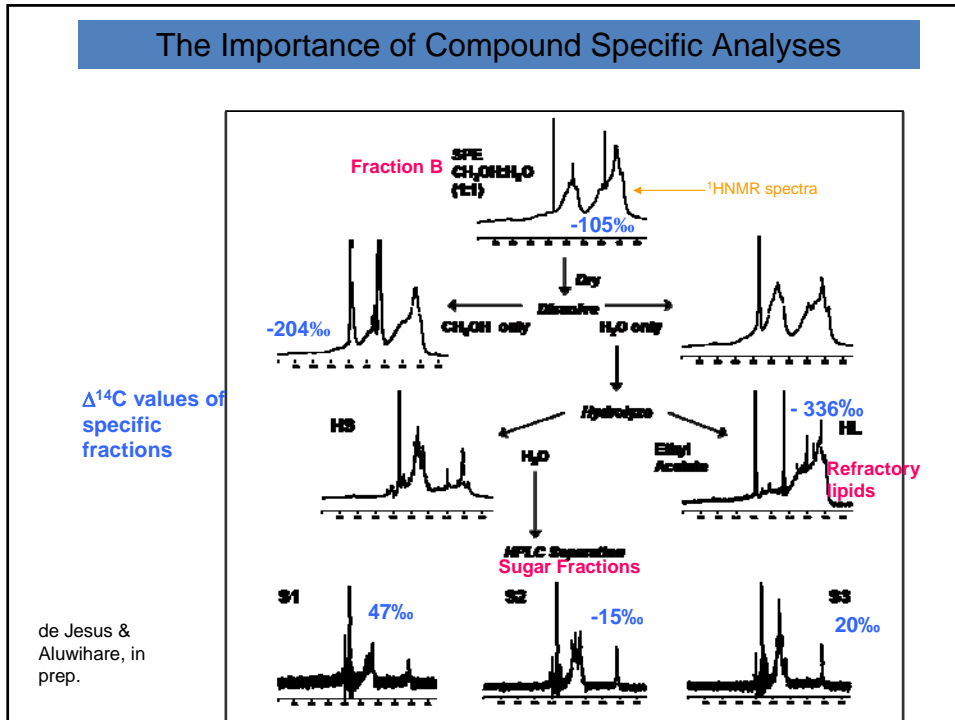 The Importance of Compound Specific Analyses
Fraction B
SPE
CH₃OH:H₂O
(1:1)
¹HNMR spectra
-105‰
Dry
Dissolve
CH₃OH only
H₂O only
-204‰
Δ¹⁴C values of
specific
fractions
Hydrolyze
HS
H₂O
Ethyl
Acetate
- 336‰
HL
Refractory
lipids
HPLC Separation
Sugar Fractions
S1
47‰
S2
-15‰
S3
20‰
de Jesus &
Aluwihare, in
prep.